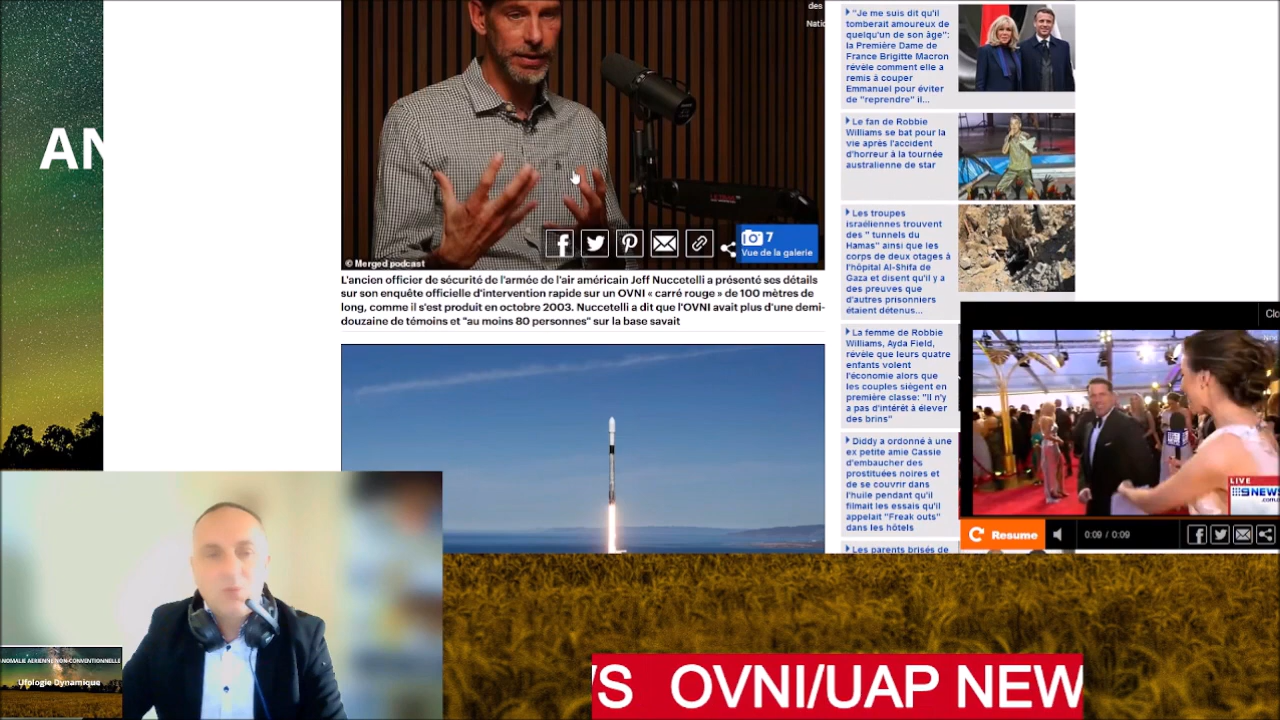 AN
des
Natio
© Merged podcast
7
Vue de la galerie
L'ancien officier de sécurité de l'armée de l'air américain Jeff Nuccetelli a présenté ses détails
sur son enquête officielle d'intervention rapide sur un OVNI « carré rouge » de 100 mètres de
long, comme il s'est produit en octobre 2003. Nuccetelli a dit que l'OVNI avait plus d'une demi-
douzaine de témoins et "au moins 80 personnes" sur la base savait
"Je me suis dit qu'il
tomberait amoureux de
quelqu'un de son âge":
la Première Dame de
France Brigitte Macron
révèle comment elle a
remis à couper
Emmanuel pour éviter
de "reprendre" il...
Le fan de Robbie
Williams se bat pour la
vie après l'accident
d'horreur à la tournée
australienne de star
Les troupes
israéliennes trouvent
des " tunnels du
Hamas" ainsi que les
corps de deux otages à
l'hôpital Al-Shifa de
Gaza et disent qu'il y a
des preuves que
d'autres prisonniers
étaient détenus...
La femme de Robbie
Williams, Ayda Field,
révèle que leurs quatre
enfants volent
l'économie alors que
les couples siègent en
première classe: "Il n'y
a pas d'intérêt à élever
des brins"
Diddy a ordonné à une
ex petite amie Cassie
d'embaucher des
prostituées noires et
de se couvrir dans
l'huile pendant qu'il
filmait les essais qu'il
appelait "Freak outs"
dans les hôtels
Les parents brisés de
Clo
LIVE
9NEWS
.com.a
Resume
0:09 / 0:09
ANOMALIE AERIENNE NON-CONVENTIONNELLE
Ufologie Dynamique
S OVNI/UAP NEW